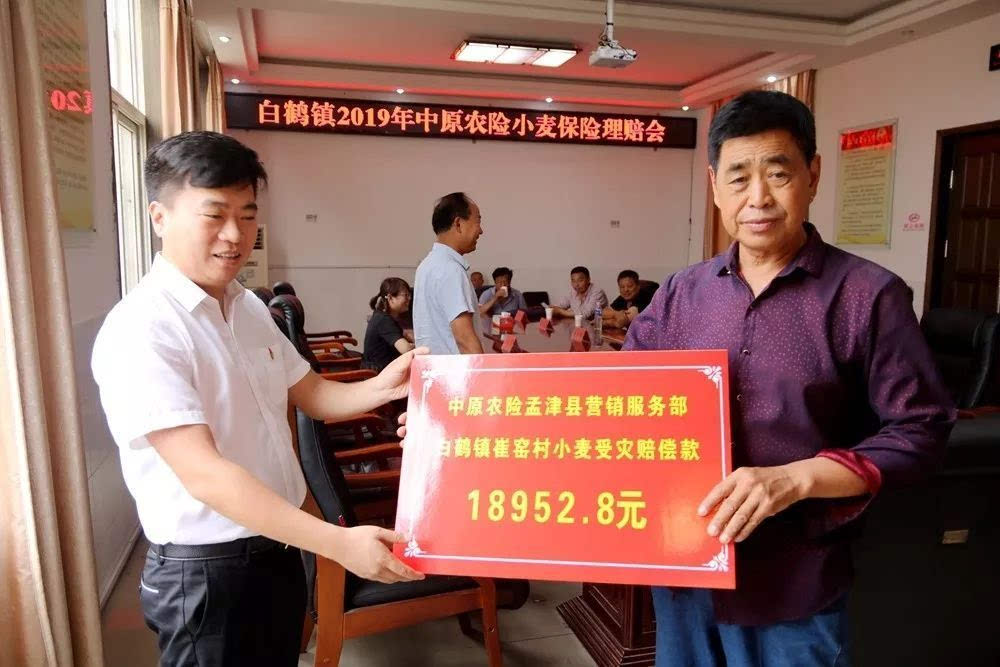 白鹤镇2019年中原农险小麦保险理赔会
中原农险孟津县营销服务部
白鹤镇崔窑村小麦受灾赔偿款
18952.8元